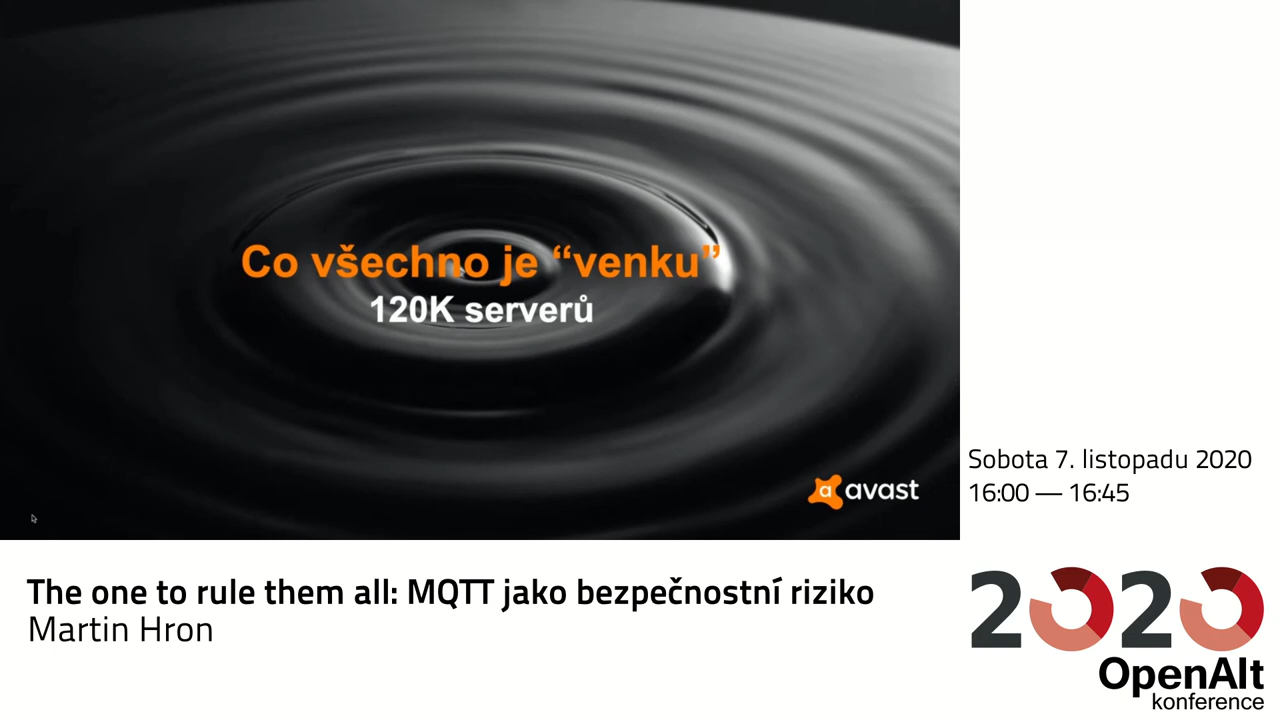 Co všechno je “venku”
120K serverů
avast
Sobota 7. listopadu 2020
16:00 — 16:45
The one to rule them all: MQTT jako bezpečnostní riziko
Martin Hron
2020
OpenAlt
konference